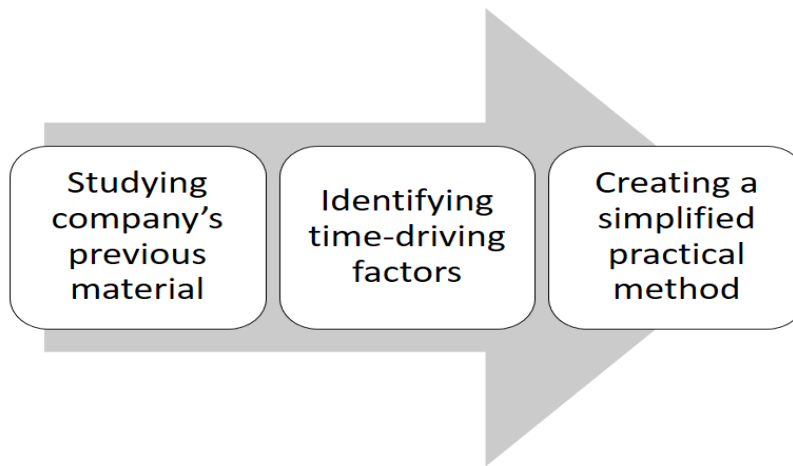 Studying
company’s
previous
material
Identifying
time-driving
factors
Creating a
simplified
practical
method